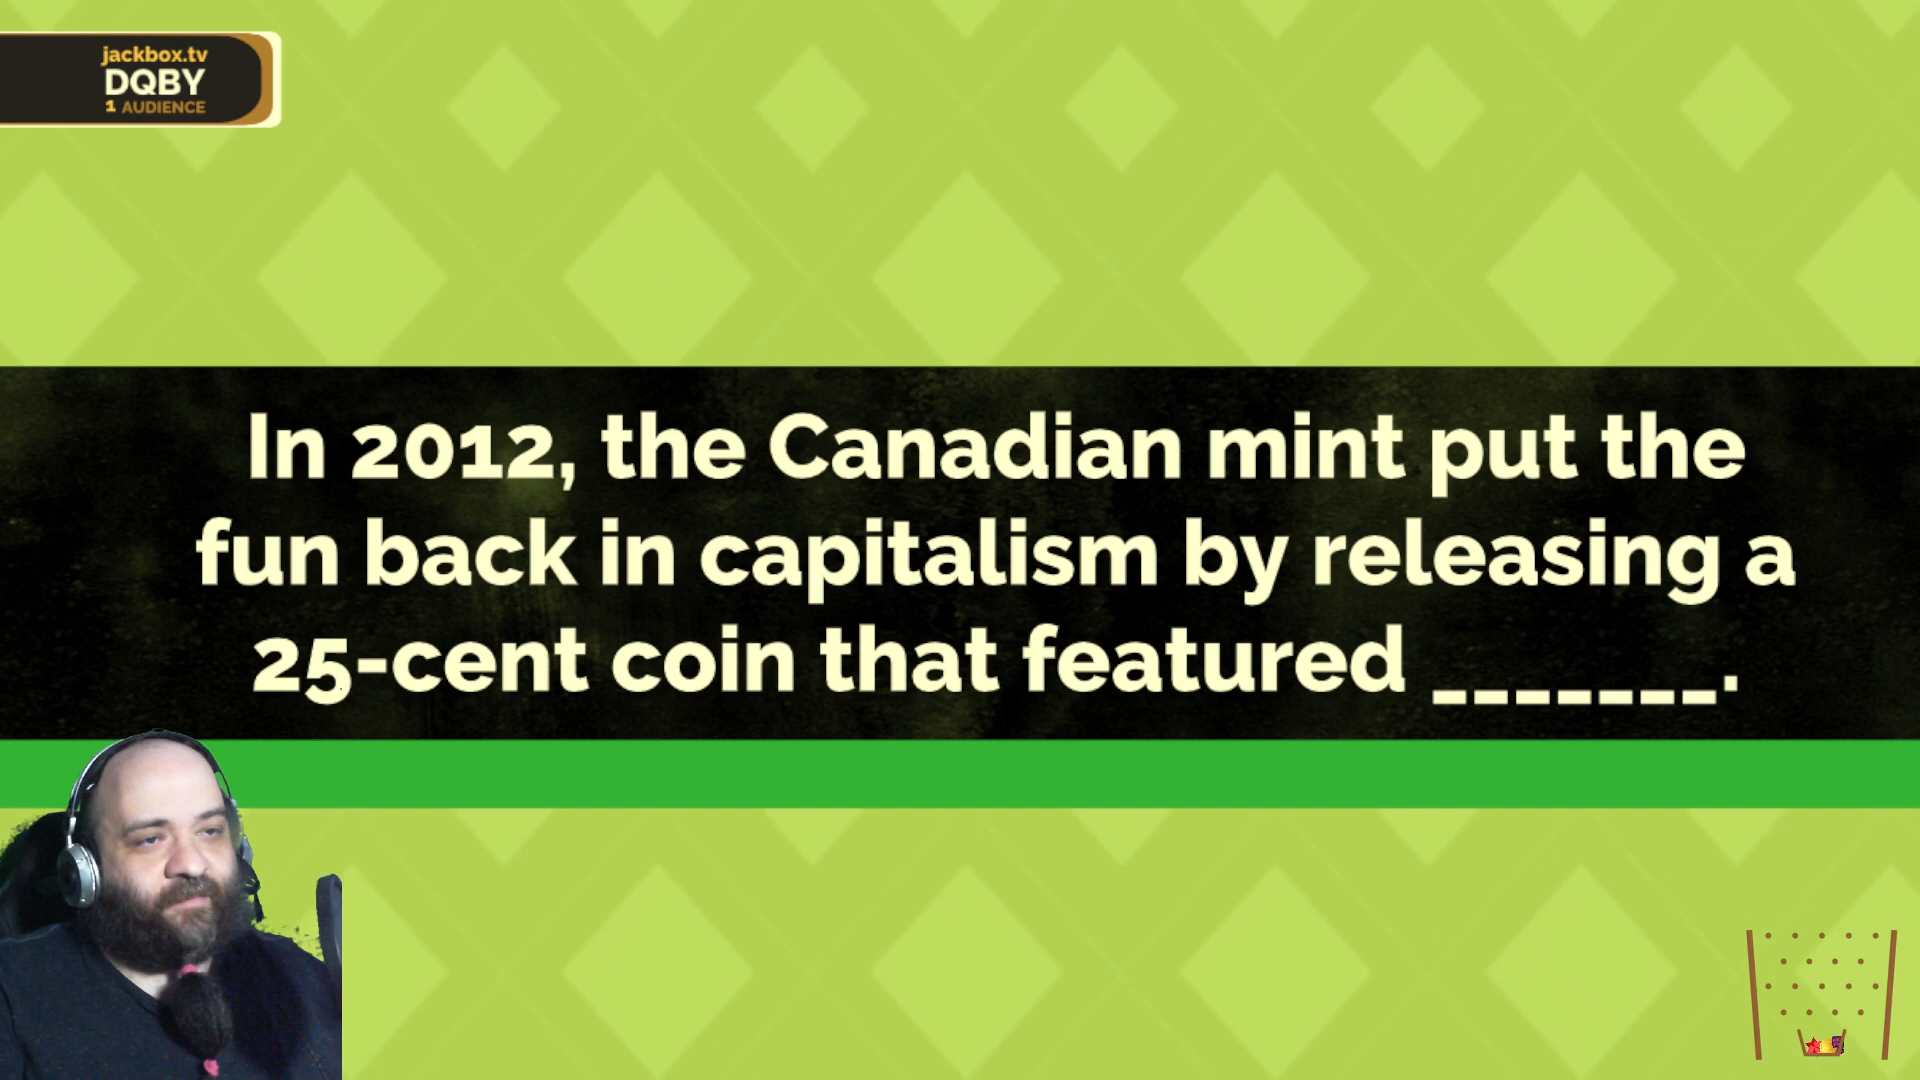 jackbox.tv
DQBY
1 AUDIENCE
In 2012, the Canadian mint put the
fun back in capitalism by releasing a
25-cent coin that featured _______.